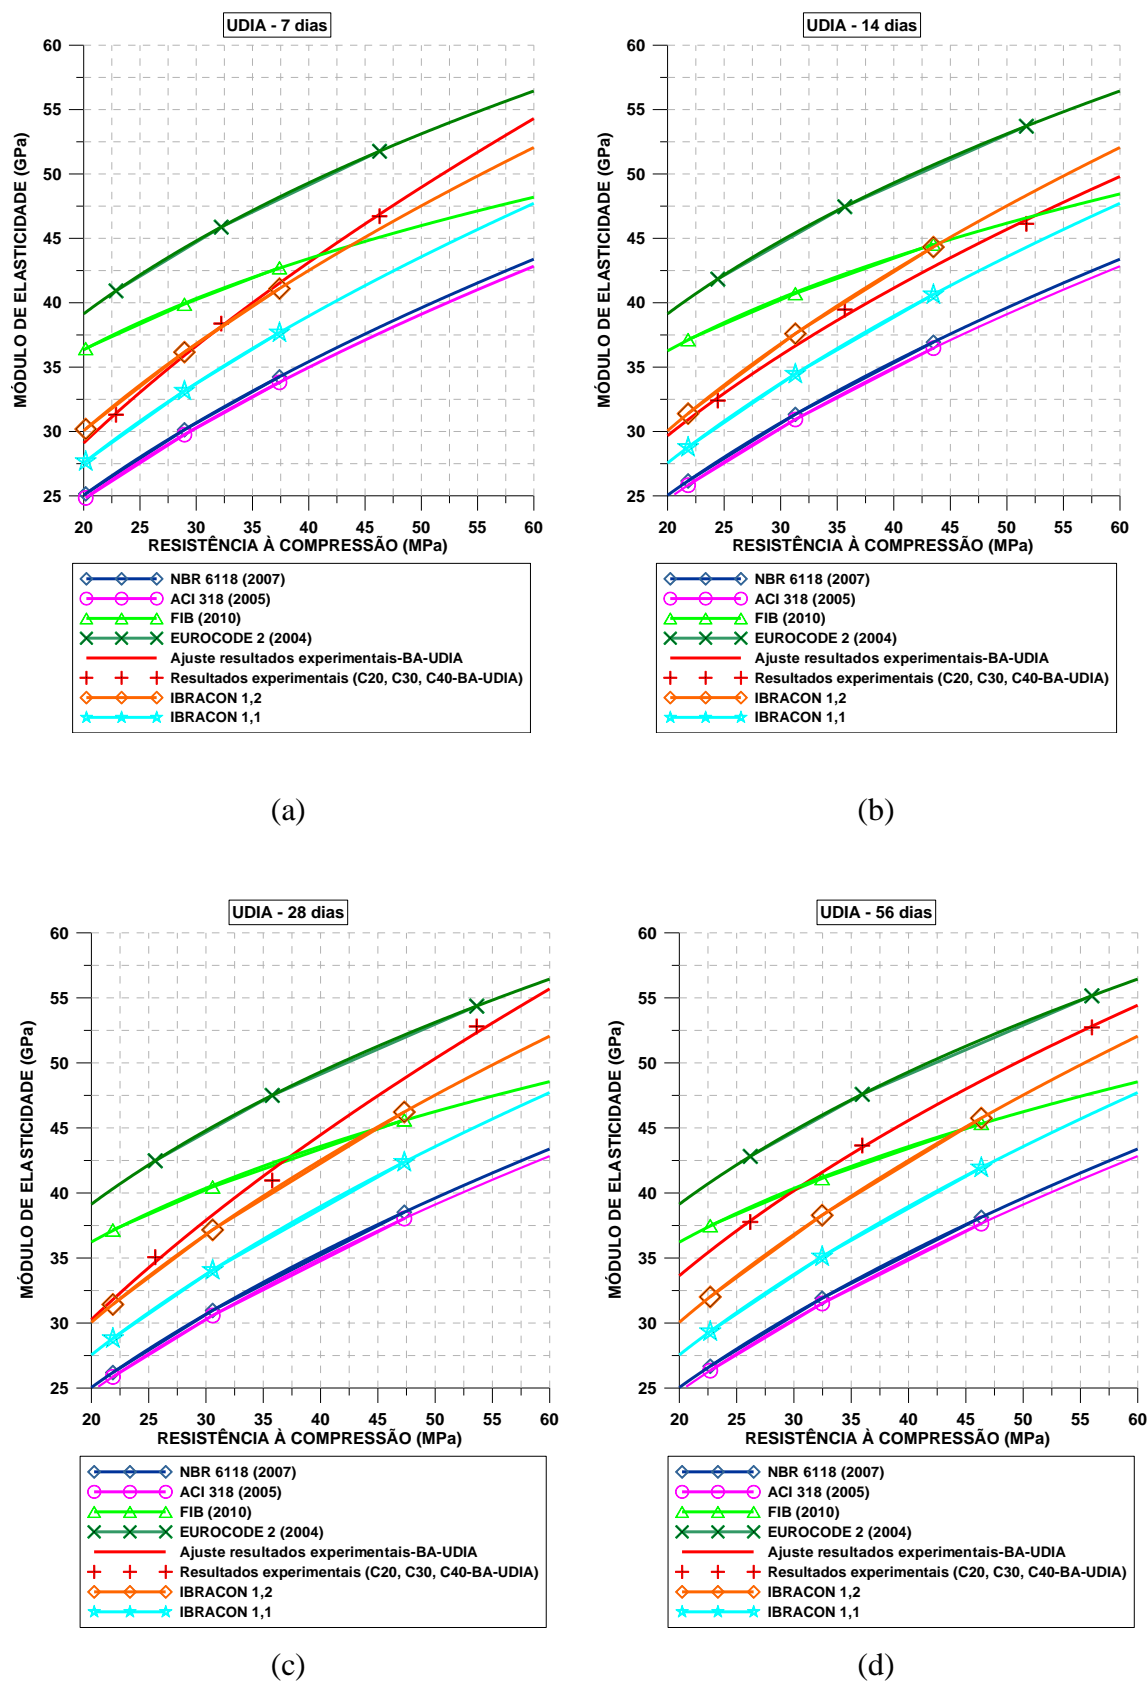 UDIA - 7 dias
60
55
50
45
40
35
30
25
MÓDULO DE ELASTICIDADE (GPa)
20 25 30 35 40 45 50 55 60
RESISTÊNCIA À COMPRESSÃO (MPa)
NBR 6118 (2007)
ACI 318 (2005)
FIB (2010)
EUROCODE 2 (2004)
Ajuste resultados experimentais-BA-UDIA
Resultados experimentais (C20, C30, C40-BA-UDIA)
IBRACON 1,2
IBRACON 1,1
(a)
UDIA - 14 dias
60
55
50
45
40
35
30
25
MÓDULO DE ELASTICIDADE (GPa)
20 25 30 35 40 45 50 55 60
RESISTÊNCIA À COMPRESSÃO (MPa)
NBR 6118 (2007)
ACI 318 (2005)
FIB (2010)
EUROCODE 2 (2004)
Ajuste resultados experimentais-BA-UDIA
Resultados experimentais (C20, C30, C40-BA-UDIA)
IBRACON 1,2
IBRACON 1,1
(b)
UDIA - 28 dias
60
55
50
45
40
35
30
25
MÓDULO DE ELASTICIDADE (GPa)
20 25 30 35 40 45 50 55 60
RESISTÊNCIA À COMPRESSÃO (MPa)
NBR 6118 (2007)
ACI 318 (2005)
FIB (2010)
EUROCODE 2 (2004)
Ajuste resultados experimentais-BA-UDIA
Resultados experimentais (C20, C30, C40-BA-UDIA)
IBRACON 1,2
IBRACON 1,1
(c)
UDIA - 56 dias
60
55
50
45
40
35
30
25
MÓDULO DE ELASTICIDADE (GPa)
20 25 30 35 40 45 50 55 60
RESISTÊNCIA À COMPRESSÃO (MPa)
NBR 6118 (2007)
ACI 318 (2005)
FIB (2010)
EUROCODE 2 (2004)
Ajuste resultados experimentais-BA-UDIA
Resultados experimentais (C20, C30, C40-BA-UDIA)
IBRACON 1,2
IBRACON 1,1
(d)